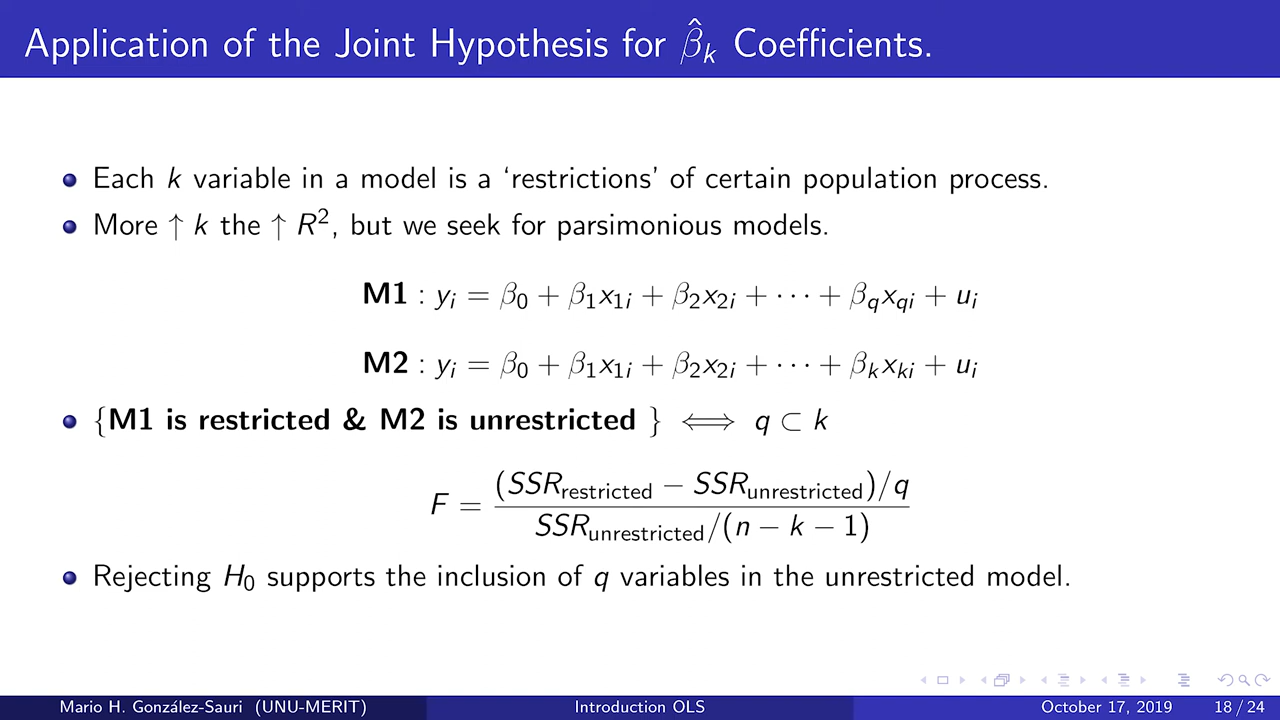 Application of the Joint Hypothesis for β̂ₖ Coefficients.
Each k variable in a model is a ‘restrictions’ of certain population process.
More ↑ k the ↑ R², but we seek for parsimonious models.
M1 : yᵢ = β₀ + β₁x₁ᵢ + β₂x₂ᵢ + ⋯ + β_q x_{qi} + uᵢ
M2 : yᵢ = β₀ + β₁x₁ᵢ + β₂x₂ᵢ + ⋯ + βₖxₖᵢ + uᵢ
{M1 is restricted & M2 is unrestricted } ⟺ q ⊂ k
F = (SSR_restricted − SSR_unrestricted)/q
SSR_unrestricted/(n − k − 1)
Rejecting H₀ supports the inclusion of q variables in the unrestricted model.
Mario H. González-Sauri (UNU-MERIT) Introduction OLS October 17, 2019 18 / 24